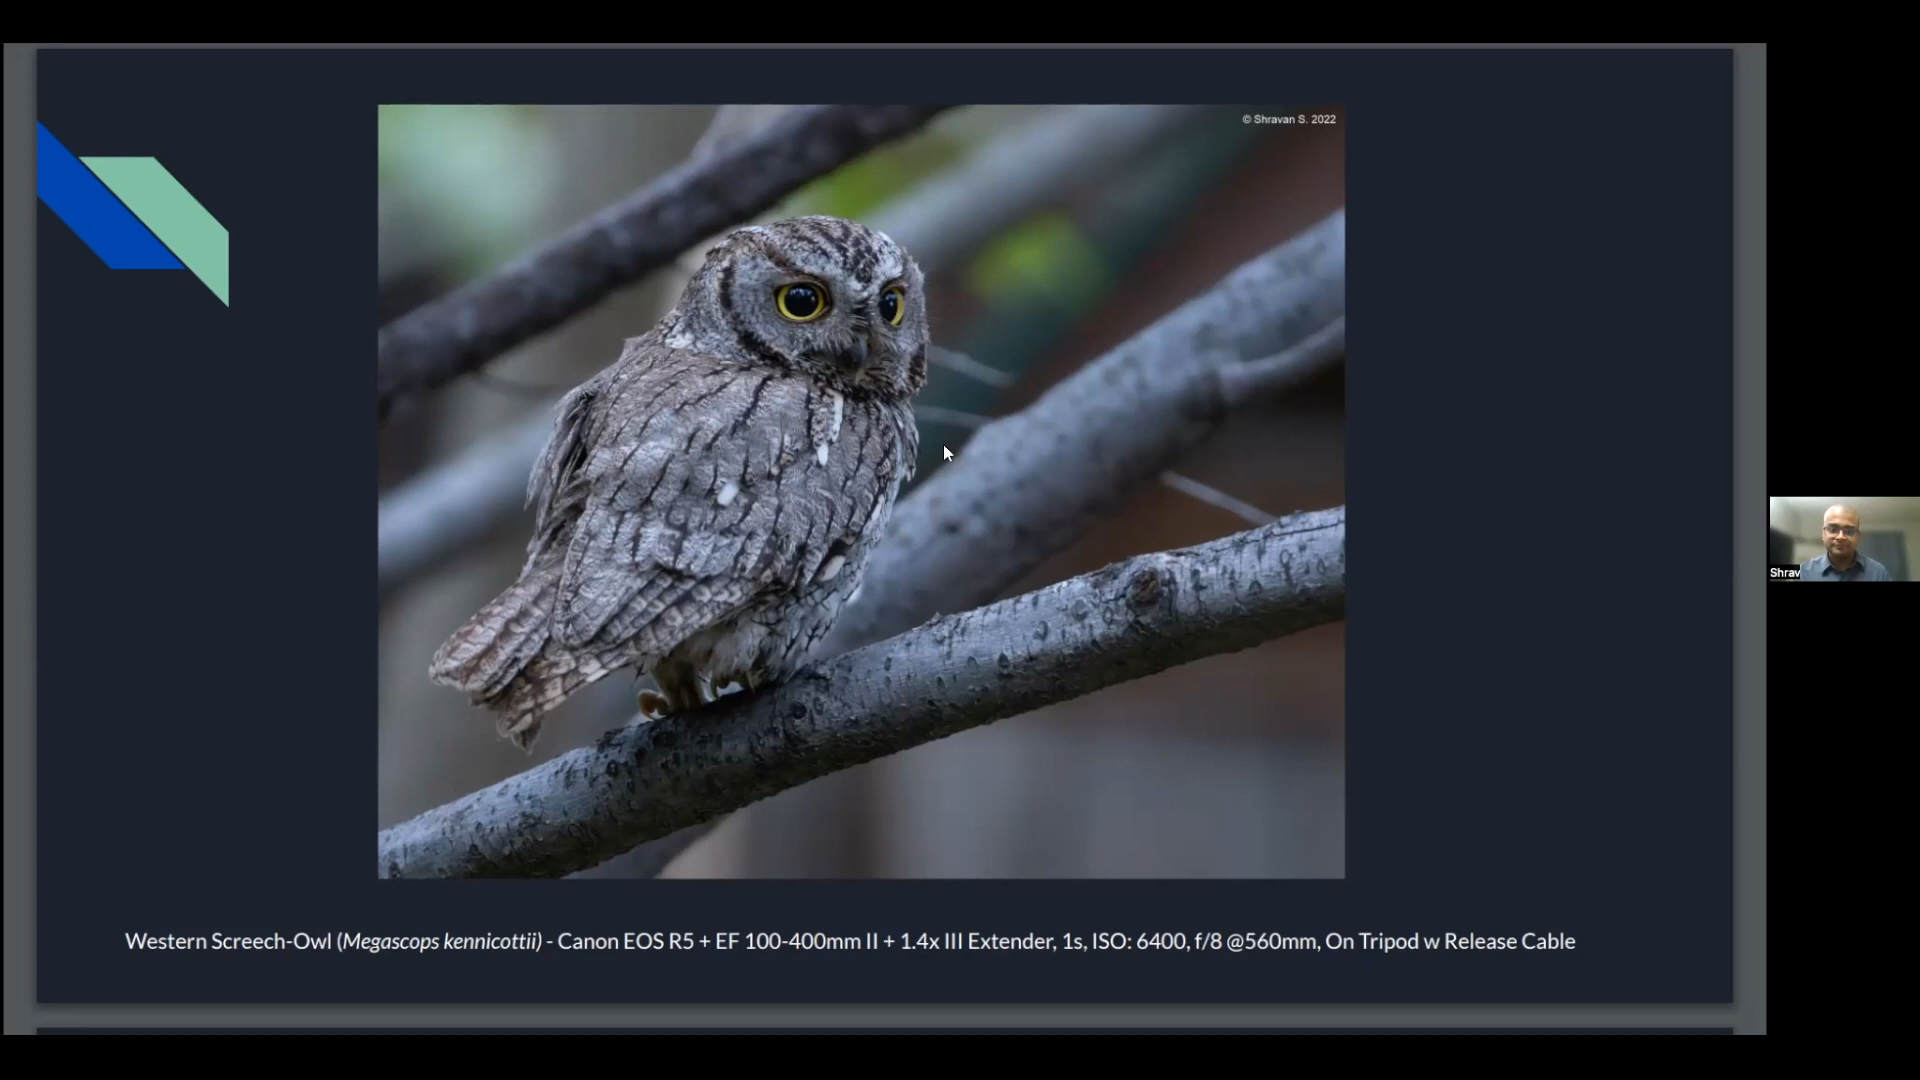 © Shravan S. 2022
Shrav
Western Screech-Owl (Megascops kennicottii) - Canon EOS R5 + EF 100-400mm II + 1.4x III Extender, 1s, ISO: 6400, f/8 @560mm, On Tripod w Release Cable